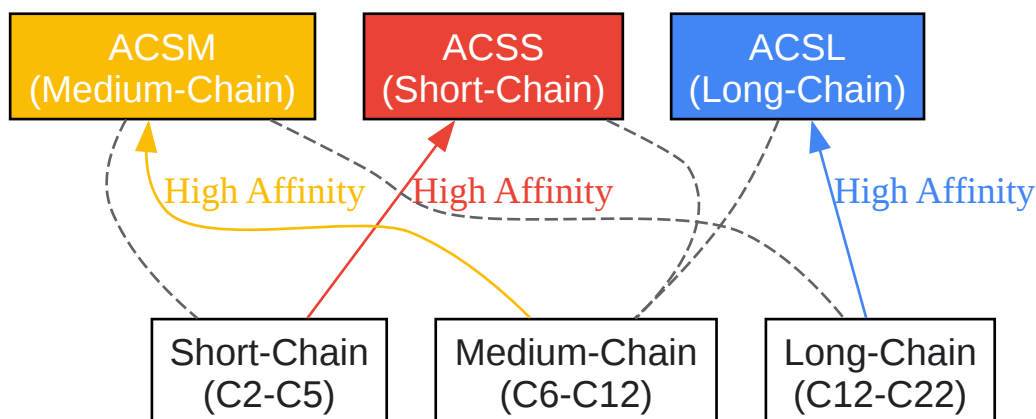 ACSM
(Medium-Chain)
ACSS
(Short-Chain)
ACSL
(Long-Chain)
High Affinity
High Affinity
High Affinity
Short-Chain
(C2-C5)
Medium-Chain
(C6-C12)
Long-Chain
(C12-C22)